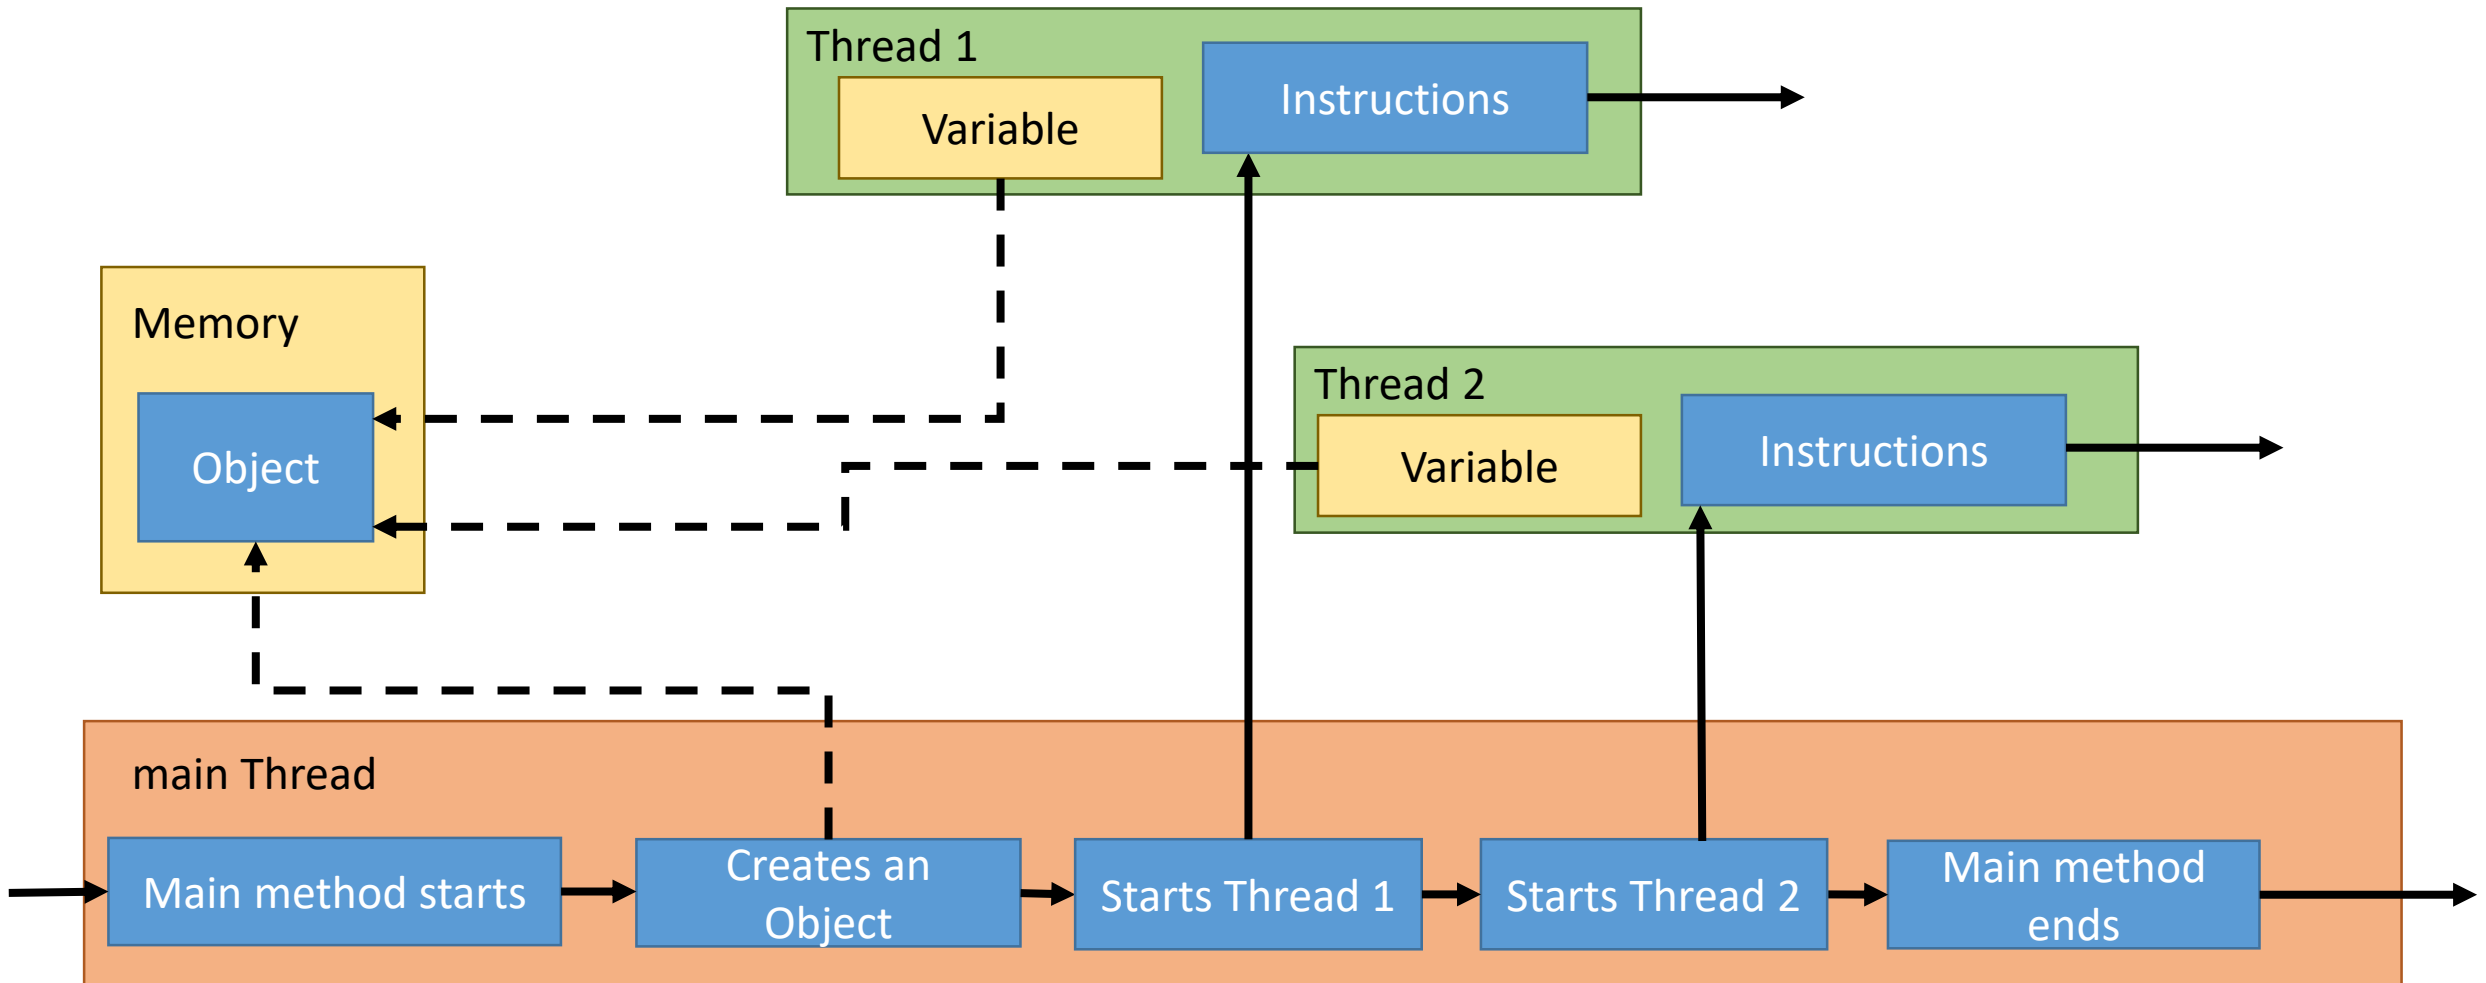 Thread 1
Variable
Instructions
Memory
Object
Thread 2
Variable
Instructions
main Thread
Main method starts
Creates an
Object
Starts Thread 1
Starts Thread 2
Main method
ends